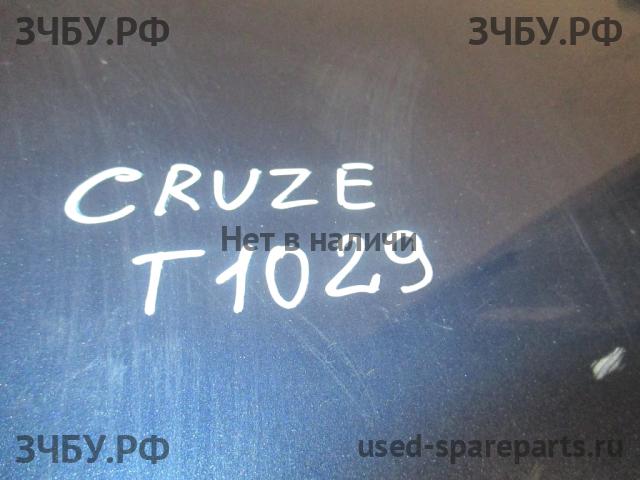 ЗЧБУ.РФ ЗЧБУ.РФ
CRUZE
Нет в наличи
T1029
ЗЧБУ.РФ used-spareparts.ru